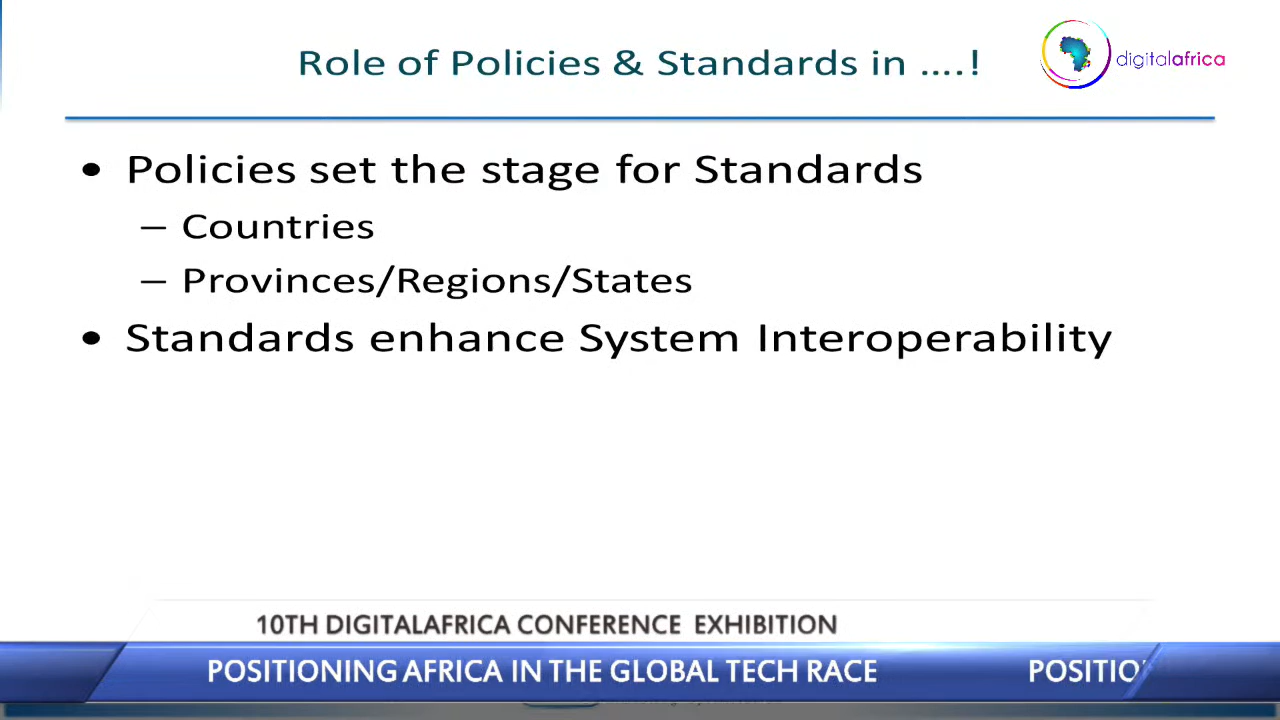 Role of Policies & Standards in ....!
digitalafrica
• Policies set the stage for Standards
– Countries
– Provinces/Regions/States
• Standards enhance System Interoperability
10TH DIGITALAFRICA CONFERENCE EXHIBITION
POSITIONING AFRICA IN THE GLOBAL TECH RACE POSITIO